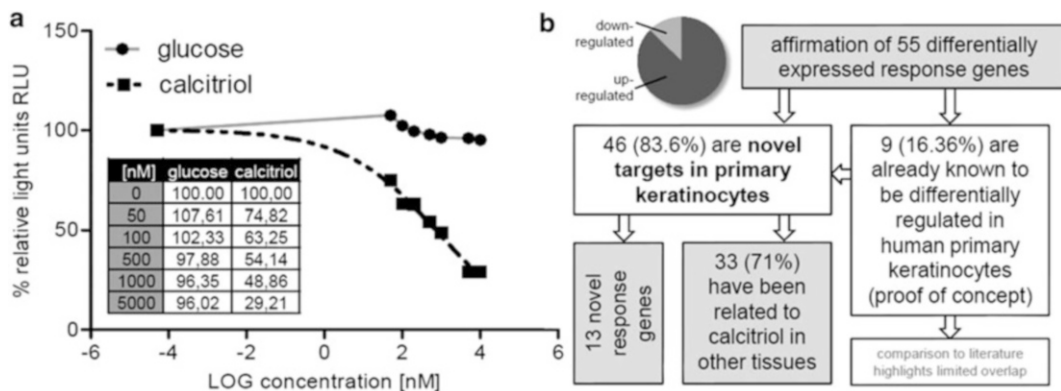 a
glucose
calcitriol
% relative light units RLU
150
100
50
0
[nM] glucose calcitriol
0 100.00 100,00
50 107,61 74,82
100 102,33 63,25
500 97,88 54,14
1000 96,35 48,86
5000 96,02 29,21
-6 -4 -2 0 2 4
LOG concentration [nM]
b
down-
regulated
up-
regulated
affirmation of 55 differentially
expressed response genes
46 (83.6%) are novel
targets in primary
keratinocytes
9 (16.36%) are
already known to
be differentially
regulated in
human primary
keratinocytes
(proof of concept)
13 novel
response
genes
33 (71%)
have been
related to
calcitriol in
other tissues
comparison to literature
highlights limited overlap